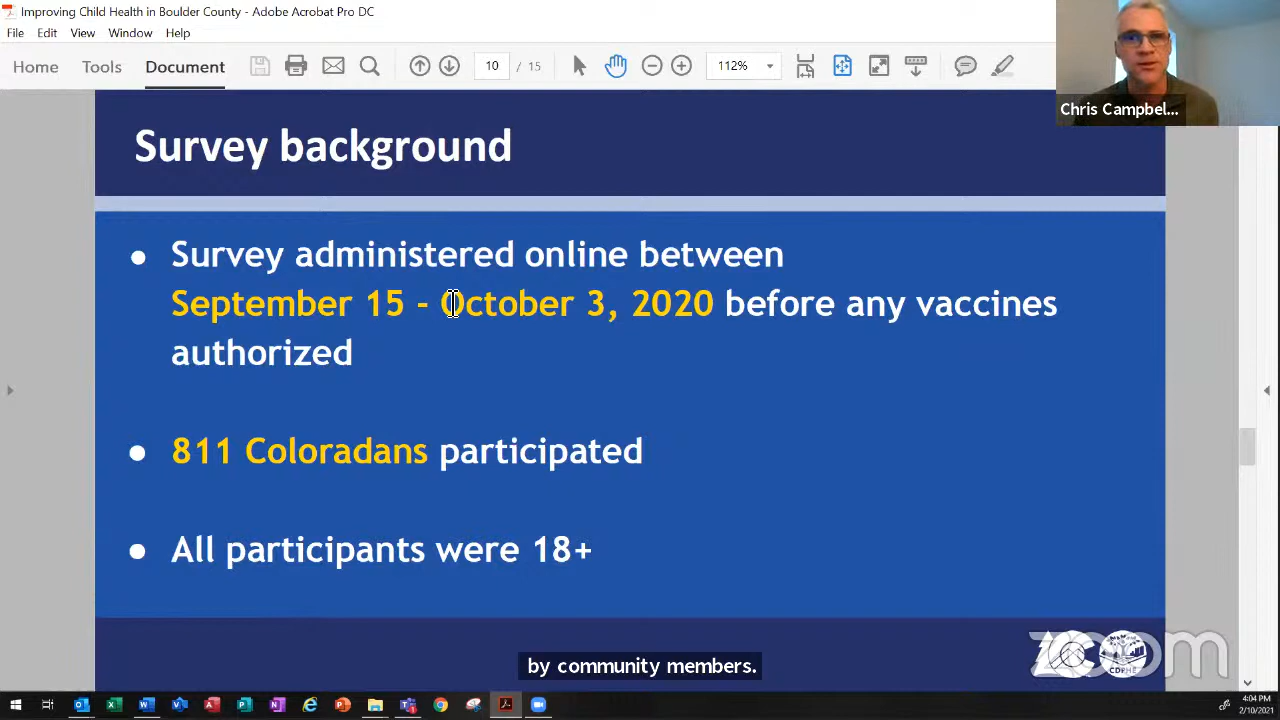 Improving Child Health in Boulder County - Adobe Acrobat Pro DC
File Edit View Window Help
Home Tools Document 10 / 15 112%
Chris Campbel...
Survey background
● Survey administered online between
September 15 - October 3, 2020 before any vaccines
authorized
● 811 Coloradans participated
● All participants were 18+
by community members.
zoom
CDPHE
4:04 PM
2/10/2021